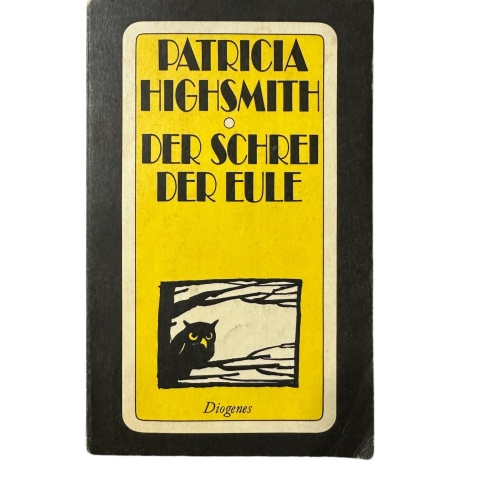 PATRICIA
HIGHSMITH
DER SCHREI
DER EULE
Diogenes